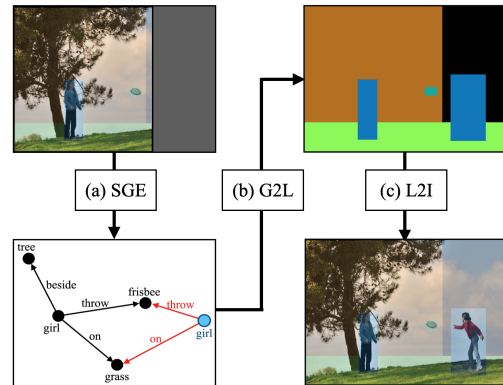 (a) SGE
(b) G2L
(c) L2I
tree
beside
frisbee
throw
throw
girl
girl
on
on
grass